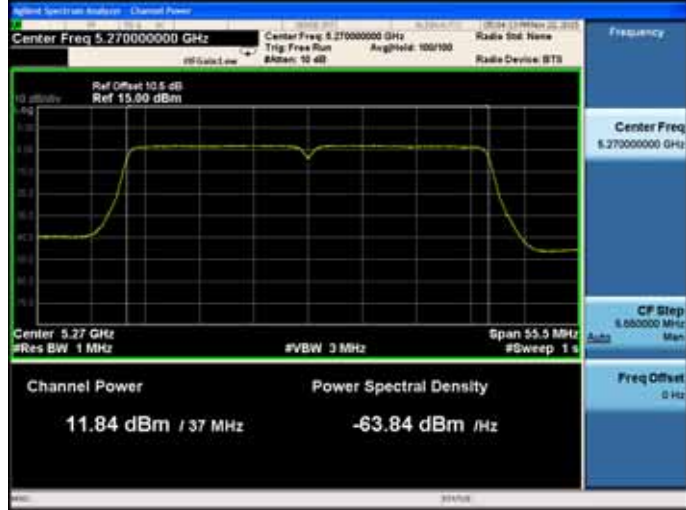 Agilent Spectrum Analyzer - Channel Power
Center Freq 5.270000000 GHz
#IFGain:Low
Center Freq: 5.270000000 GHz
Trig: Free Run
Avg|Hold: 100/100
#Atten: 10 dB
Radio Std: None
Radio Device: BTS
Ref Offset 10.5 dB
10 dB/div
Ref 15.00 dBm
Log
Center 5.27 GHz
Span 55.5 MHz
#Res BW 1 MHz
#VBW 3 MHz
#Sweep 1 s
Channel Power
Power Spectral Density
11.84 dBm / 37 MHz
-63.84 dBm /Hz
Frequency
Center Freq
5.270000000 GHz
CF Step
5.550000 MHz
Auto
Man
Freq Offset
0 Hz
MSG
STATUS